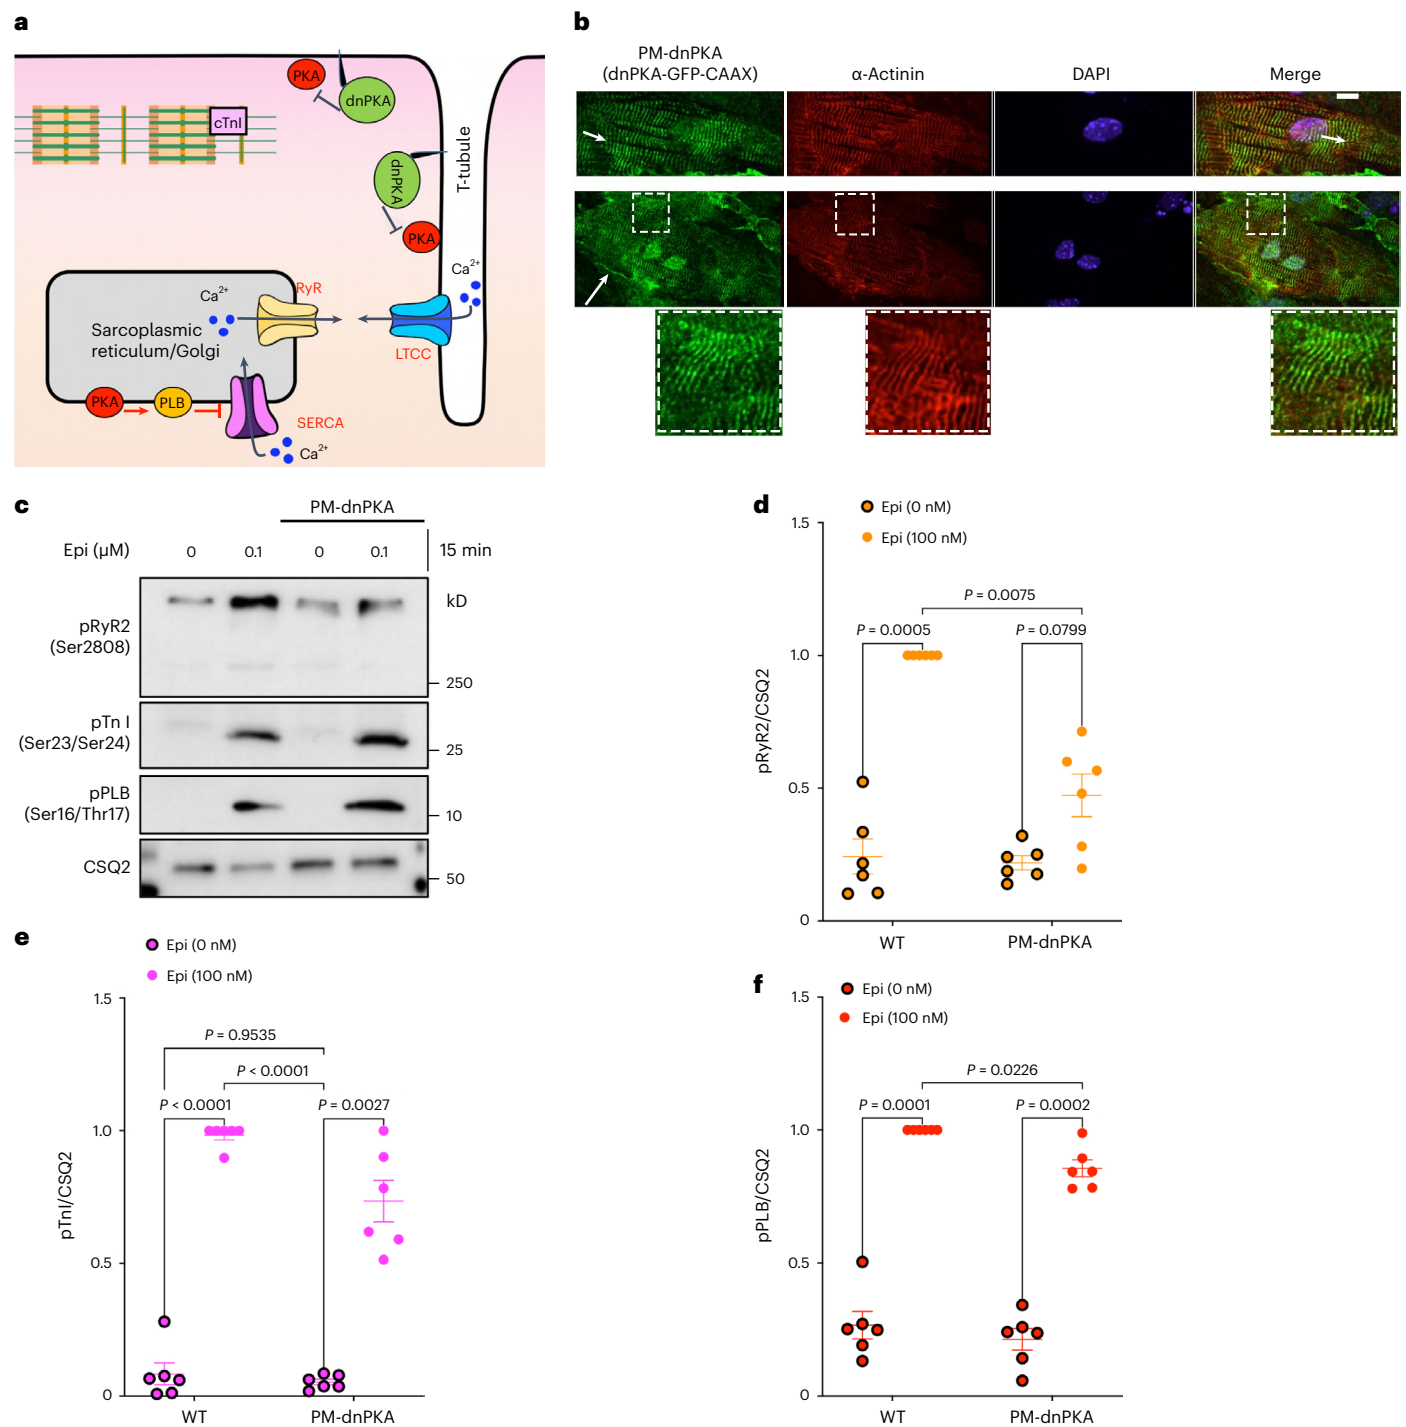 a
PKA
dnPKA
cTnI
dnPKA
T-tubule
PKA
Ca2+
Ca2+
RyR
Sarcoplasmic
reticulum/Golgi
LTCC
PKA
PLB
SERCA
Ca2+
b
PM-dnPKA
(dnPKA-GFP-CAAX)
α-Actinin
DAPI
Merge
c
PM-dnPKA
Epi (µM)
0
0.1
0
0.1
15 min
kD
pRyR2
(Ser2808)
250
pTn I
(Ser23/Ser24)
25
pPLB
(Ser16/Thr17)
10
CSQ2
50
d
Epi (0 nM)
Epi (100 nM)
1.5
P = 0.0075
P = 0.0005
P = 0.0799
1.0
pRyR2/CSQ2
0.5
0
WT
PM-dnPKA
e
Epi (0 nM)
Epi (100 nM)
1.5
P = 0.9535
P < 0.0001
P < 0.0001
P = 0.0027
1.0
pTnI/CSQ2
0.5
0
WT
PM-dnPKA
f
Epi (0 nM)
Epi (100 nM)
1.5
P = 0.0226
P = 0.0001
P = 0.0002
1.0
pPLB/CSQ2
0.5
0
WT
PM-dnPKA